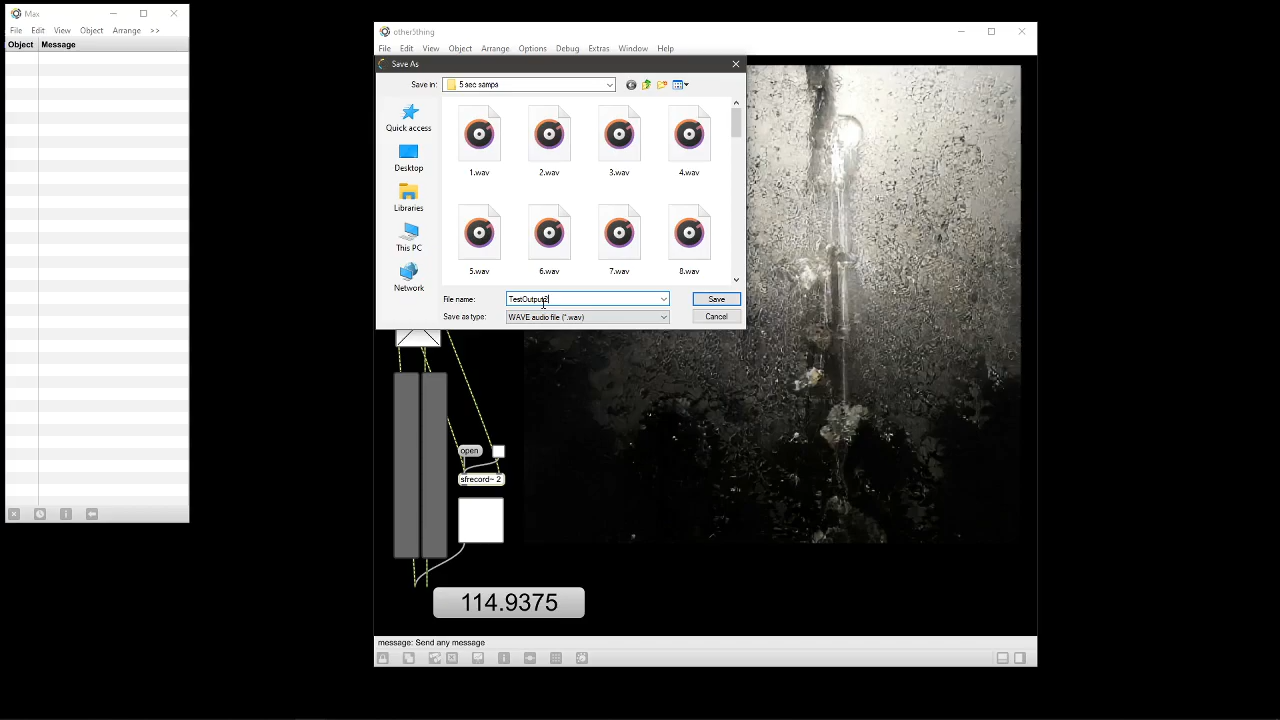 Max
File Edit View Object Arrange >>
Object Message
other5thing
File Edit View Object Arrange Options Debug Extras Window Help
Save As
Save in: 5 sec samps
Quick access
Desktop
Libraries
This PC
Network
1.wav 2.wav 3.wav 4.wav
5.wav 6.wav 7.wav 8.wav
File name: TestOutput2 Save
Save as type: WAVE audio file (*.wav) Cancel
open
sfrecord~ 2
114.9375
message: Send any message